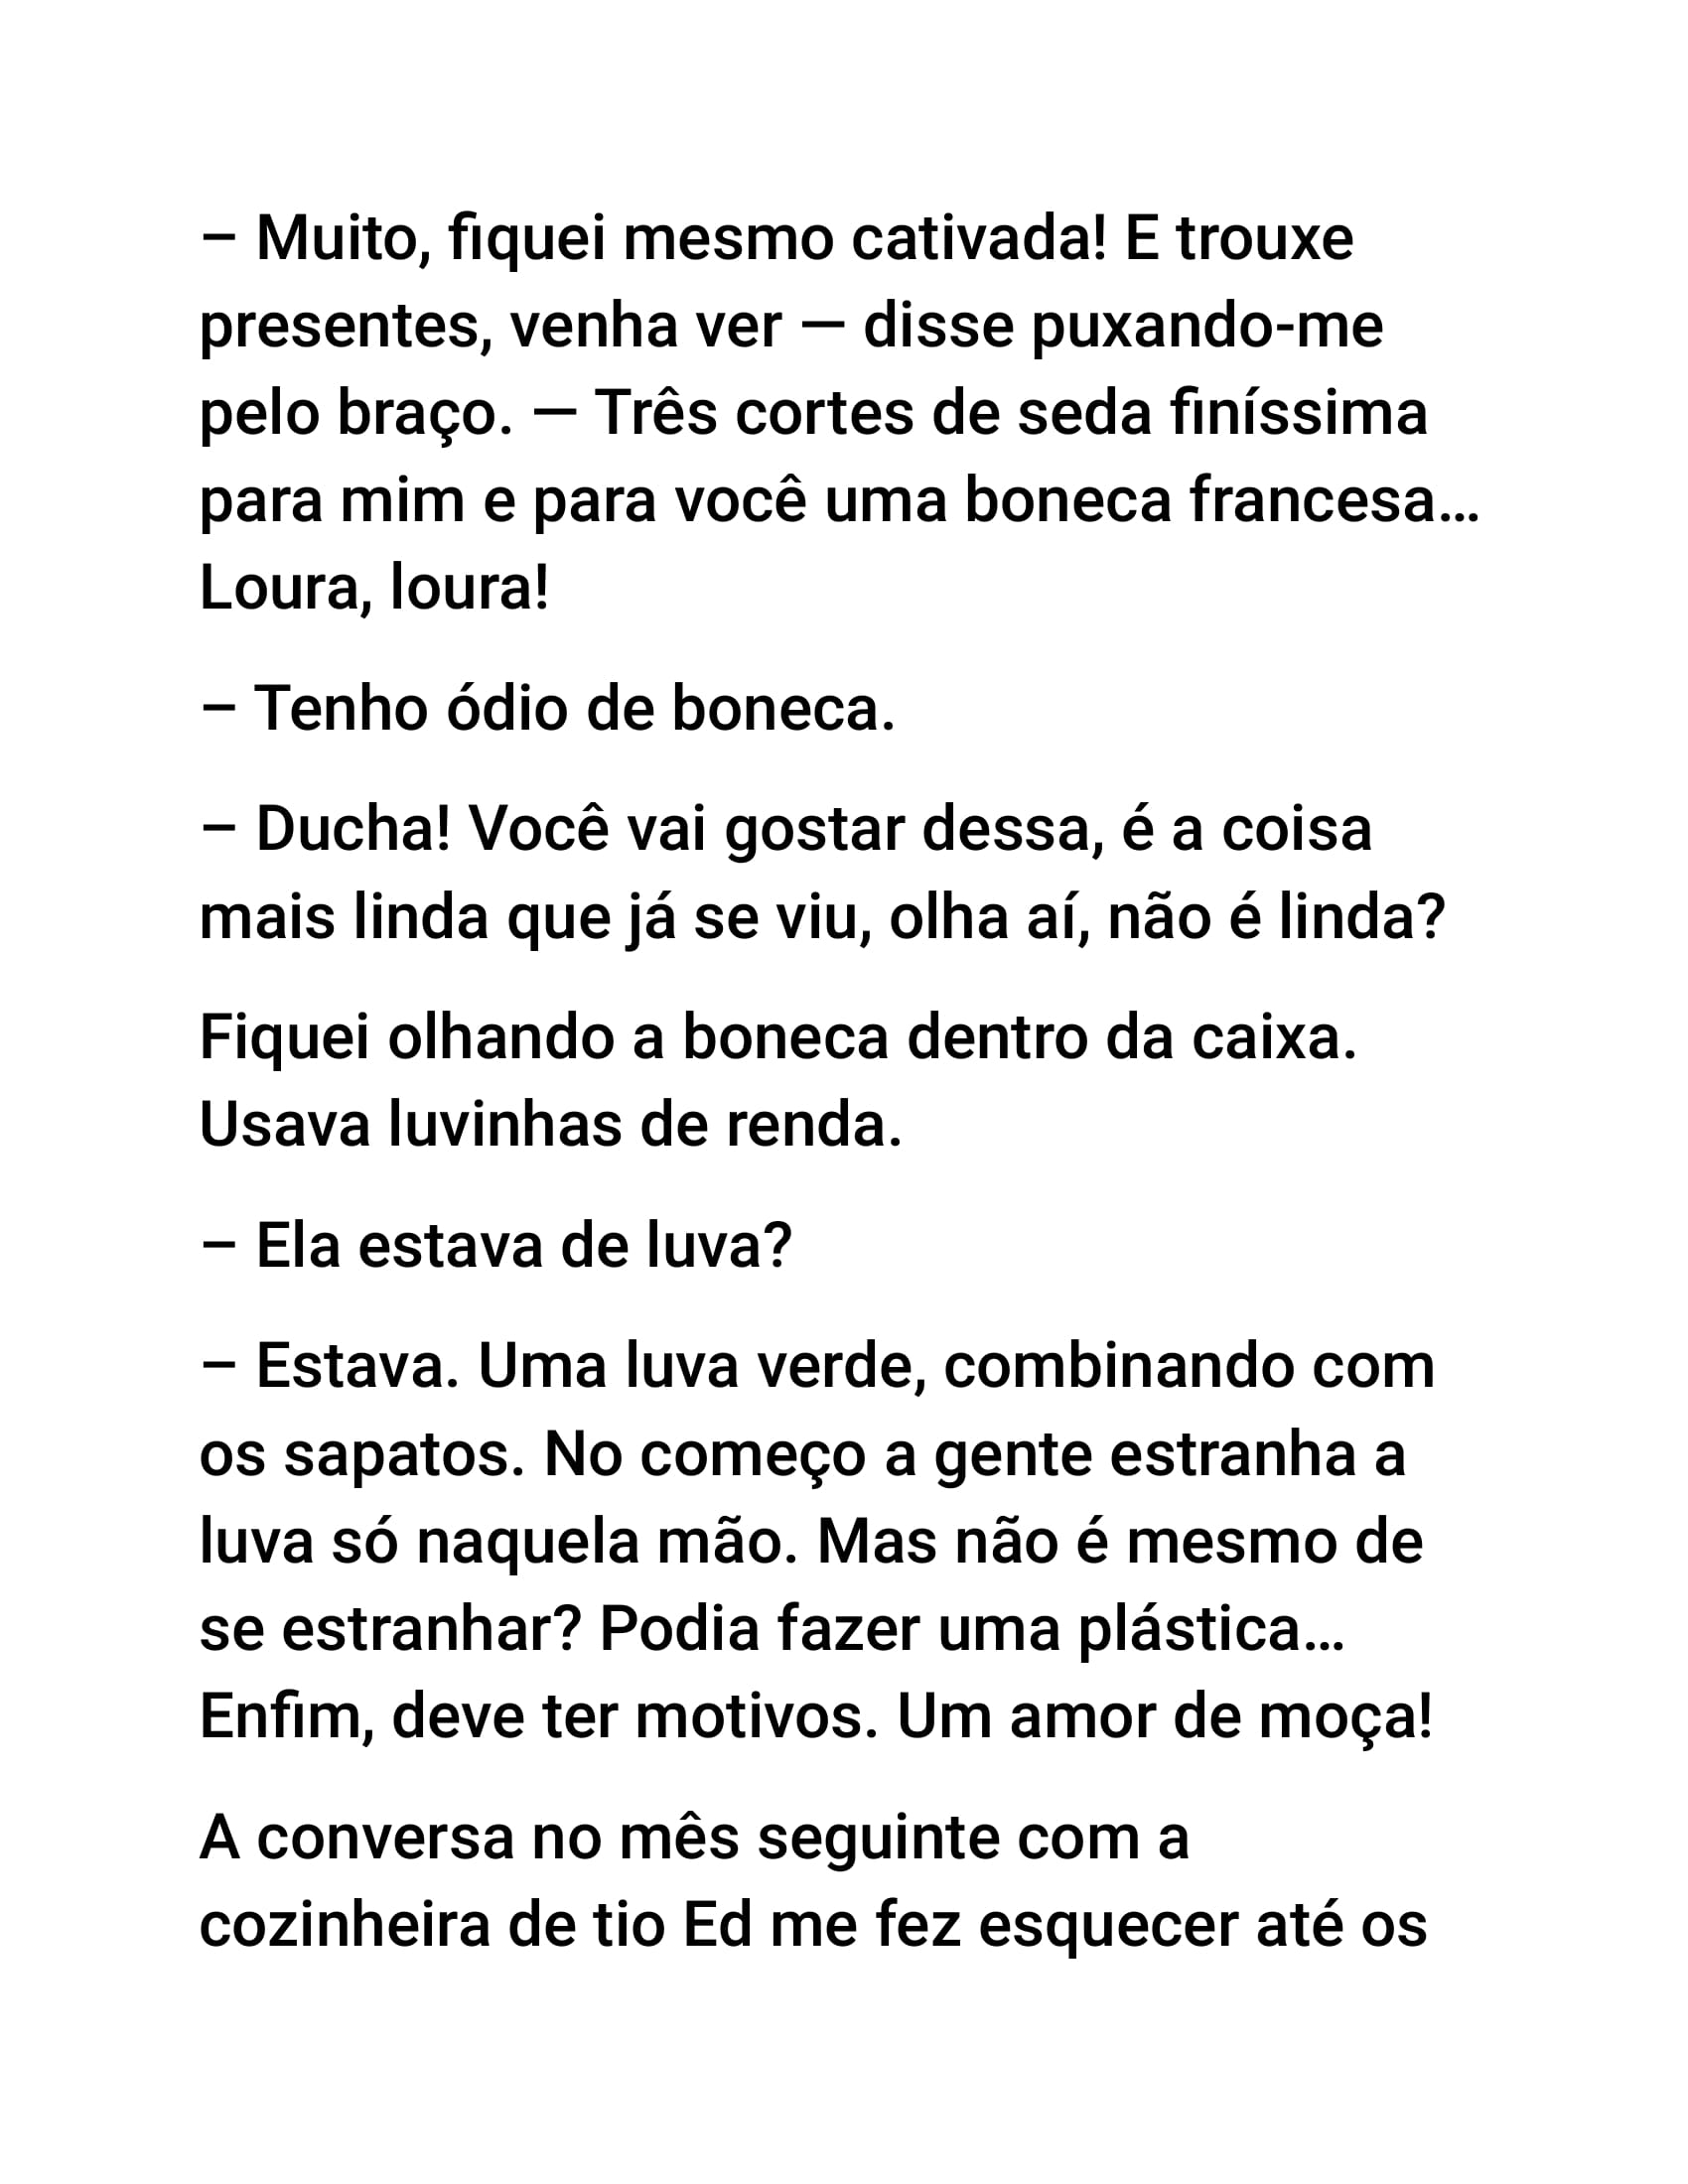 – Muito, fiquei mesmo cativada! E trouxe
presentes, venha ver — disse puxando-me
pelo braço. — Três cortes de seda finíssima
para mim e para você uma boneca francesa…
Loura, loura!
– Tenho ódio de boneca.
– Ducha! Você vai gostar dessa, é a coisa
mais linda que já se viu, olha aí, não é linda?
Fiquei olhando a boneca dentro da caixa.
Usava luvinhas de renda.
– Ela estava de luva?
– Estava. Uma luva verde, combinando com
os sapatos. No começo a gente estranha a
luva só naquela mão. Mas não é mesmo de
se estranhar? Podia fazer uma plástica…
Enfim, deve ter motivos. Um amor de moça!
A conversa no mês seguinte com a
cozinheira de tio Ed me fez esquecer até os